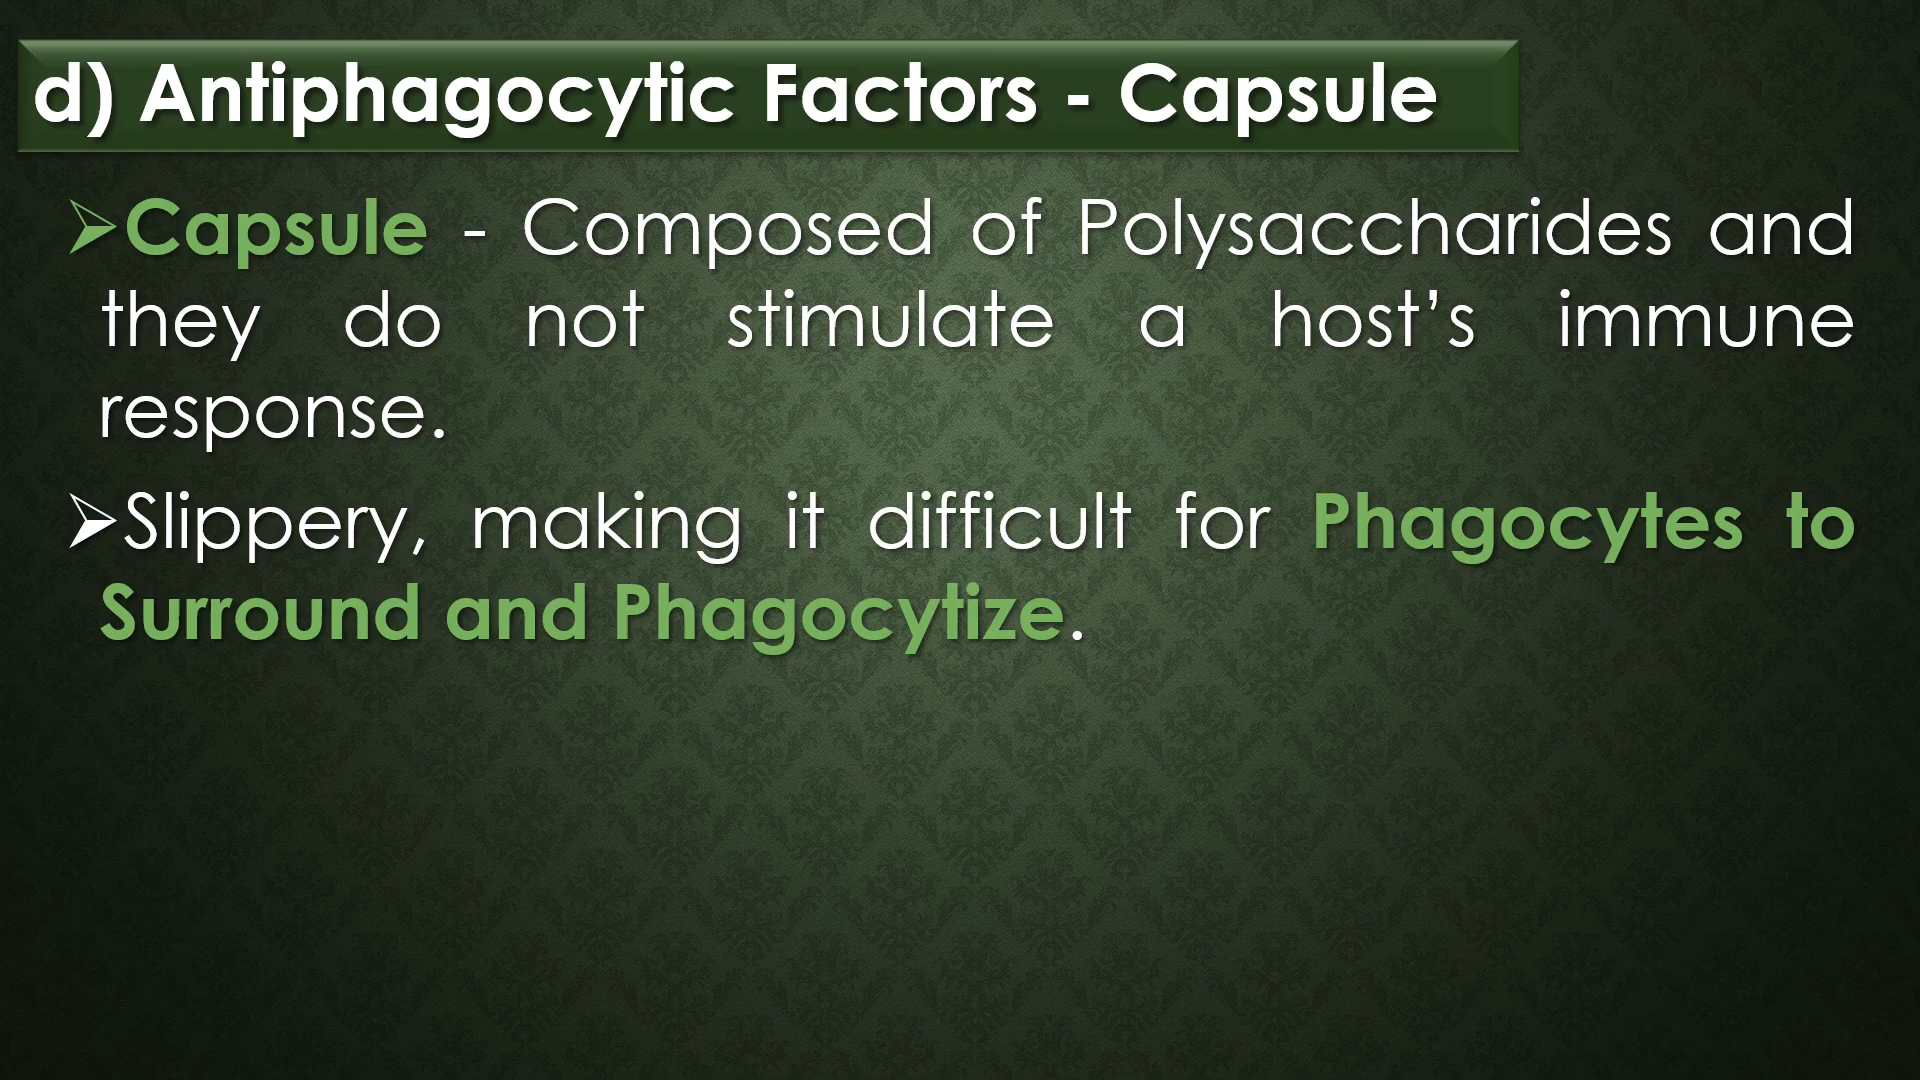 d) Antiphagocytic Factors - Capsule
➢Capsule - Composed of Polysaccharides and
they do not stimulate a host’s immune
response.
➢Slippery, making it difficult for Phagocytes to
Surround and Phagocytize.